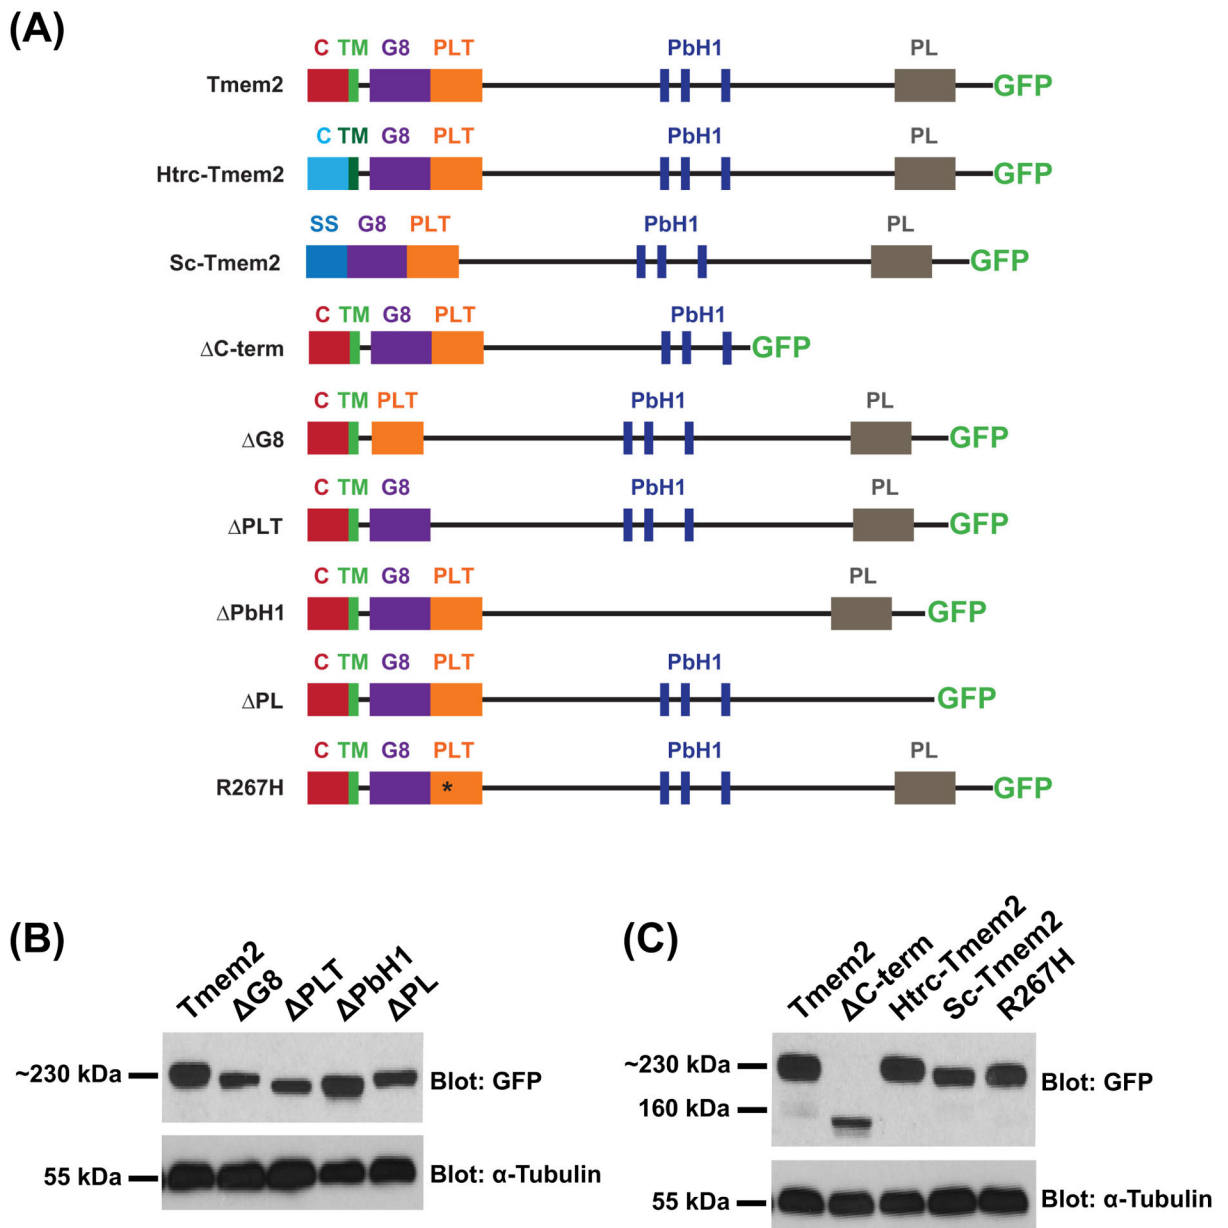 (A)
C TM G8 PLT PbH1 PL
Tmem2 GFP
C TM G8 PLT PbH1 PL
Htrc-Tmem2 GFP
SS G8 PLT PbH1 PL
Sc-Tmem2 GFP
C TM G8 PLT PbH1
ΔC-term GFP
C TM PLT PbH1 PL
ΔG8 GFP
C TM G8 PbH1 PL
ΔPLT GFP
C TM G8 PLT PL
ΔPbH1 GFP
C TM G8 PLT PbH1
ΔPL GFP
C TM G8 PLT PbH1 PL
R267H * GFP
(B)
Tmem2 ΔG8 ΔPLT ΔPbH1 ΔPL
~230 kDa Blot: GFP
55 kDa Blot: α-Tubulin
(C)
Tmem2 ΔC-term Htrc-Tmem2 Sc-Tmem2 R267H
~230 kDa Blot: GFP
160 kDa
55 kDa Blot: α-Tubulin